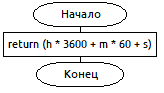 Начало
return (h * 3600 + m * 60 + s)
Конец